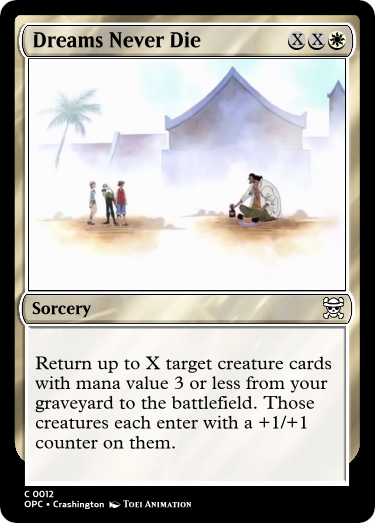 Dreams Never Die X X
Sorcery
Return up to X target creature cards
with mana value 3 or less from your
graveyard to the battlefield. Those
creatures each enter with a +1/+1
counter on them.
C 0012
OPC • Crashington TOEI ANIMATION